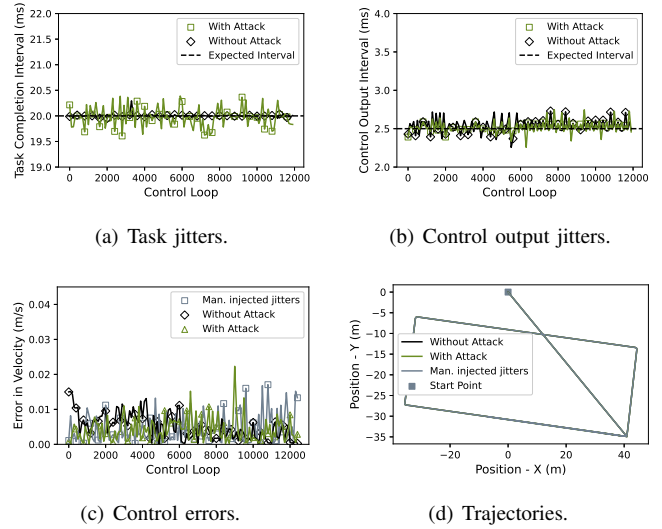 With Attack
Without Attack
Expected Interval
Task Completion Interval (ms)
22.0
21.5
21.0
20.5
20.0
19.5
19.0
0 2000 4000 6000 8000 10000 12000
Control Loop
(a) Task jitters.
With Attack
Without Attack
Expected Interval
Control Output Interval (ms)
4.0
3.5
3.0
2.5
2.0
1.5
0 2000 4000 6000 8000 10000 12000
Control Loop
(b) Control output jitters.
Man. injected jitters
Without Attack
With Attack
Error in Velocity (m/s)
0.04
0.03
0.02
0.01
0.00
0 2000 4000 6000 8000 10000 12000
Control Loop
(c) Control errors.
Position - Y (m)
0
−5
−10
−15
−20
−25
−30
−35
Without Attack
With Attack
Man. injected jitters
Start Point
−20 0 20 40
Position - X (m)
(d) Trajectories.